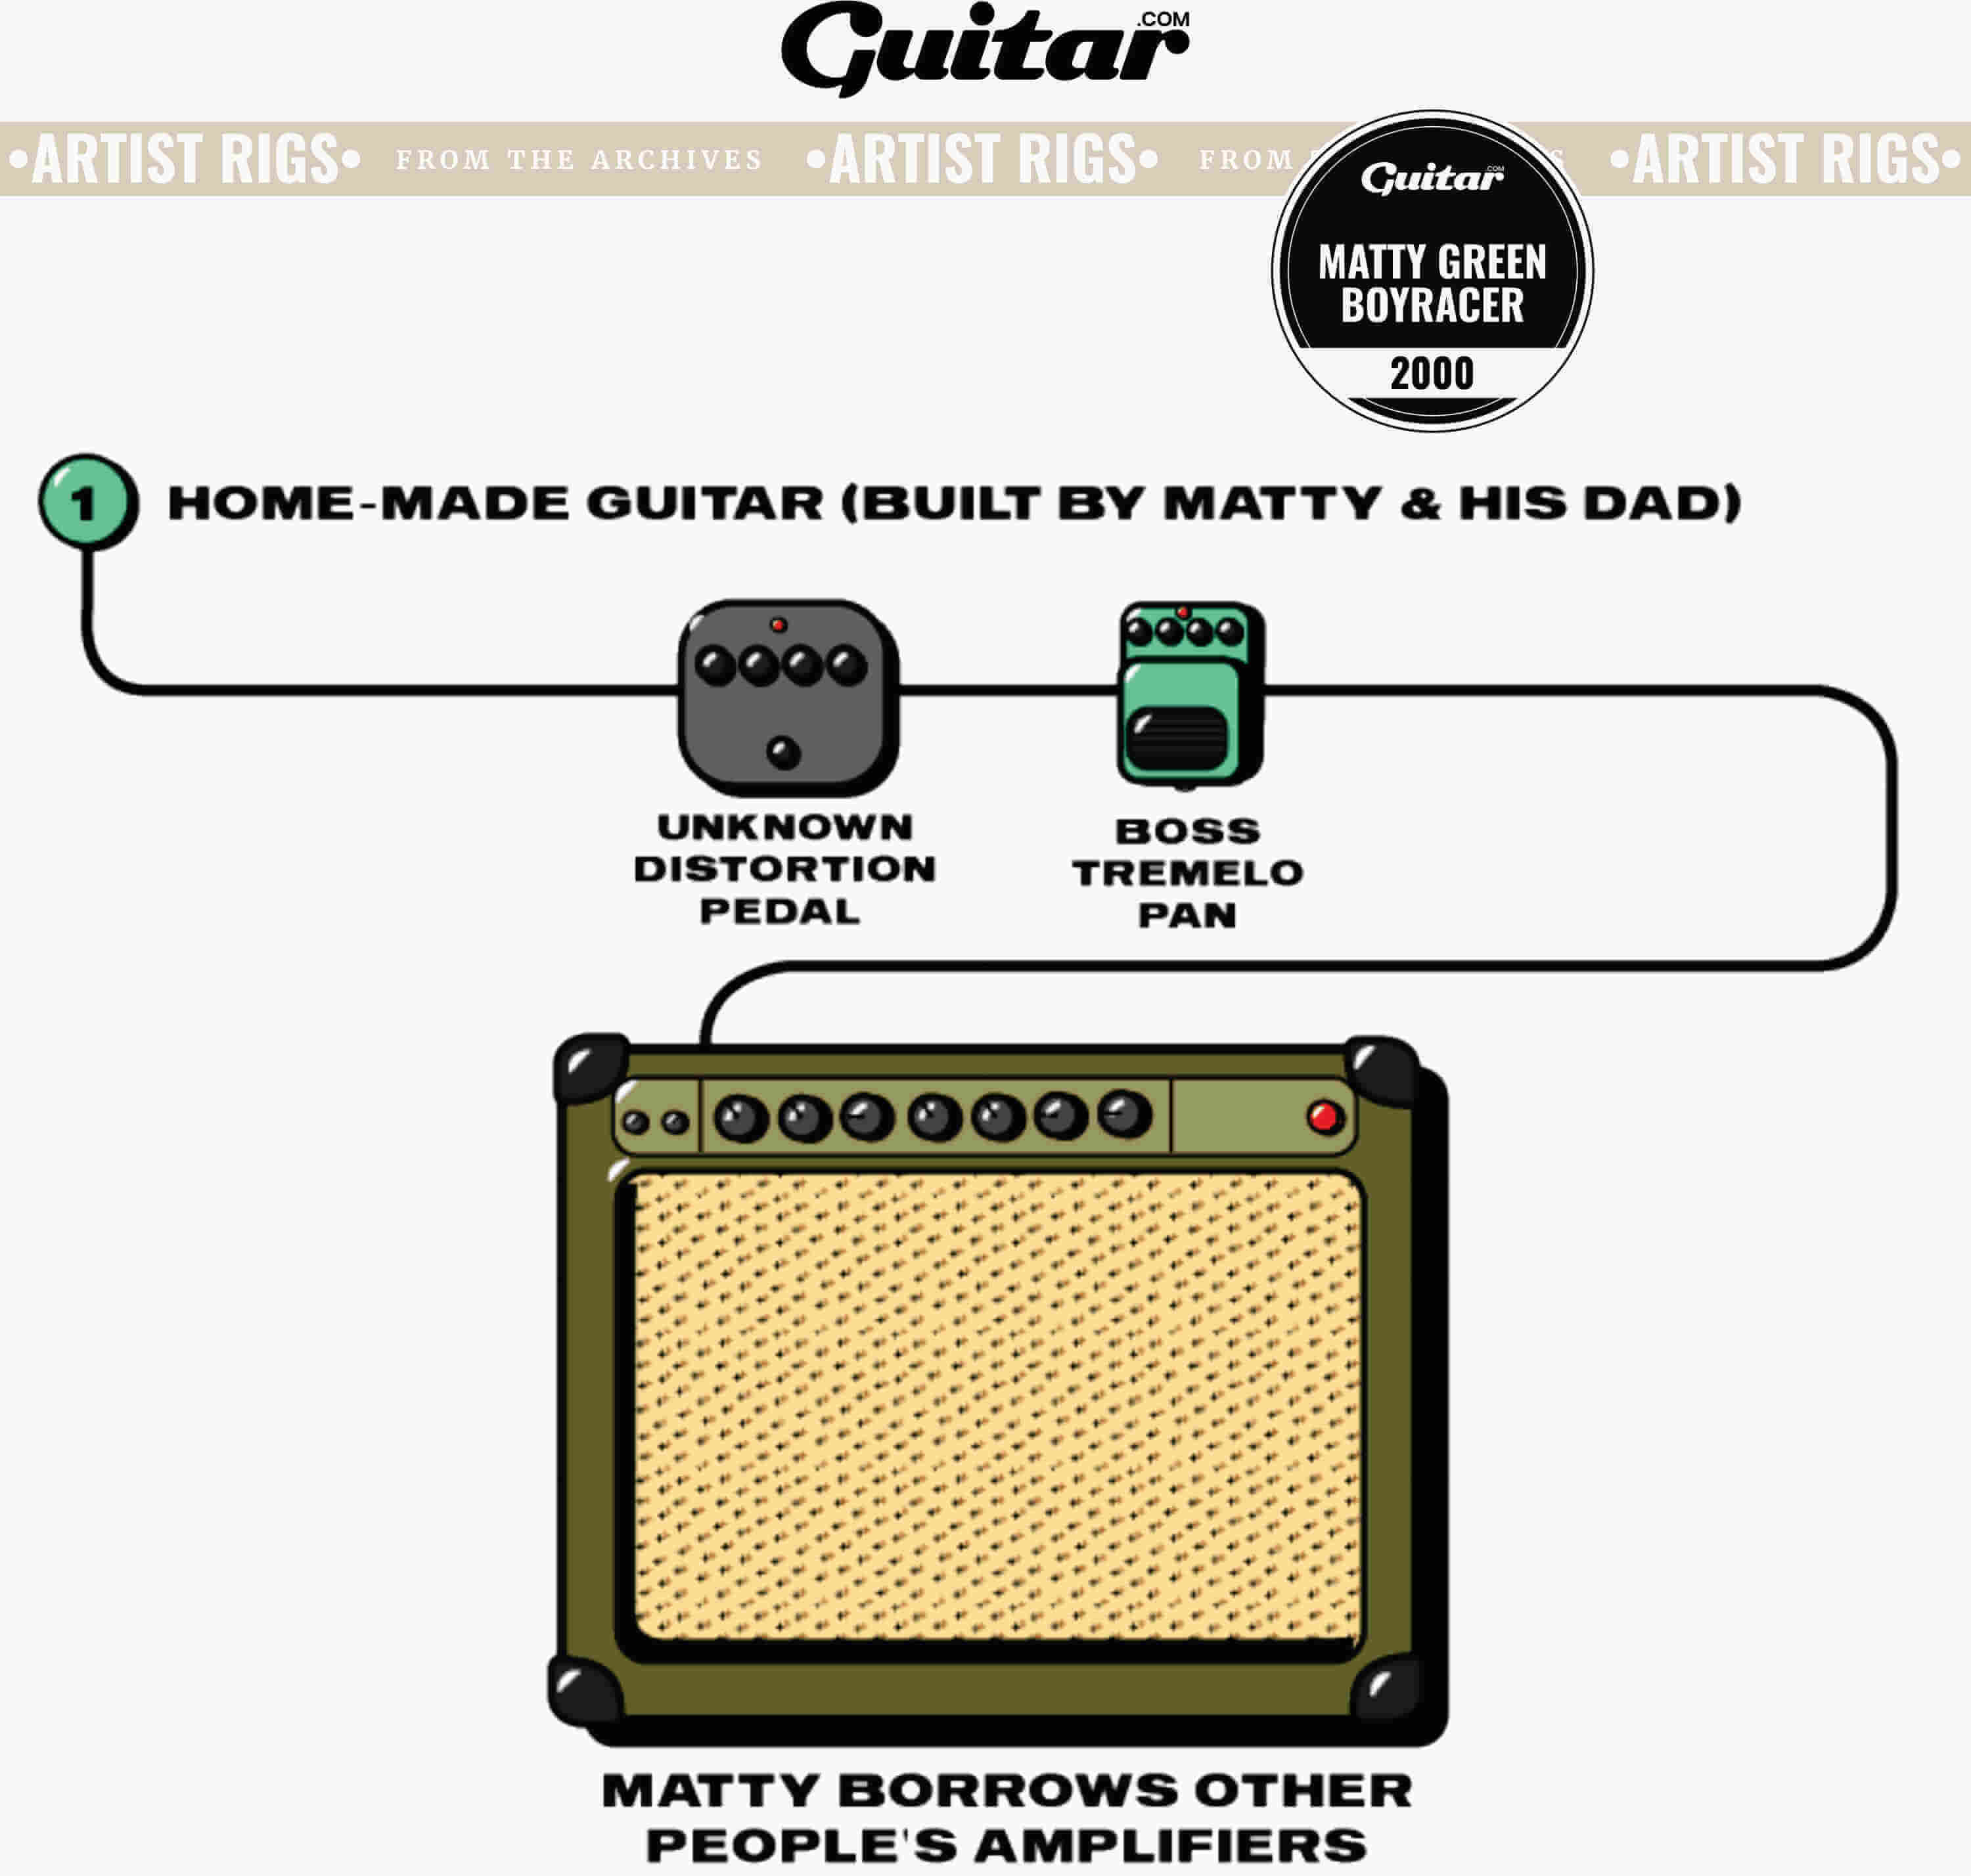 Guitar.COM
•ARTIST RIGS• FROM THE ARCHIVES •ARTIST RIGS• FROM •ARTIST RIGS•
Guitar.COM
MATTY GREEN
BOYRACER
2000
1 HOME-MADE GUITAR (BUILT BY MATTY & HIS DAD)
UNKNOWN
DISTORTION
PEDAL
BOSS
TREMELO
PAN
MATTY BORROWS OTHER
PEOPLE'S AMPLIFIERS